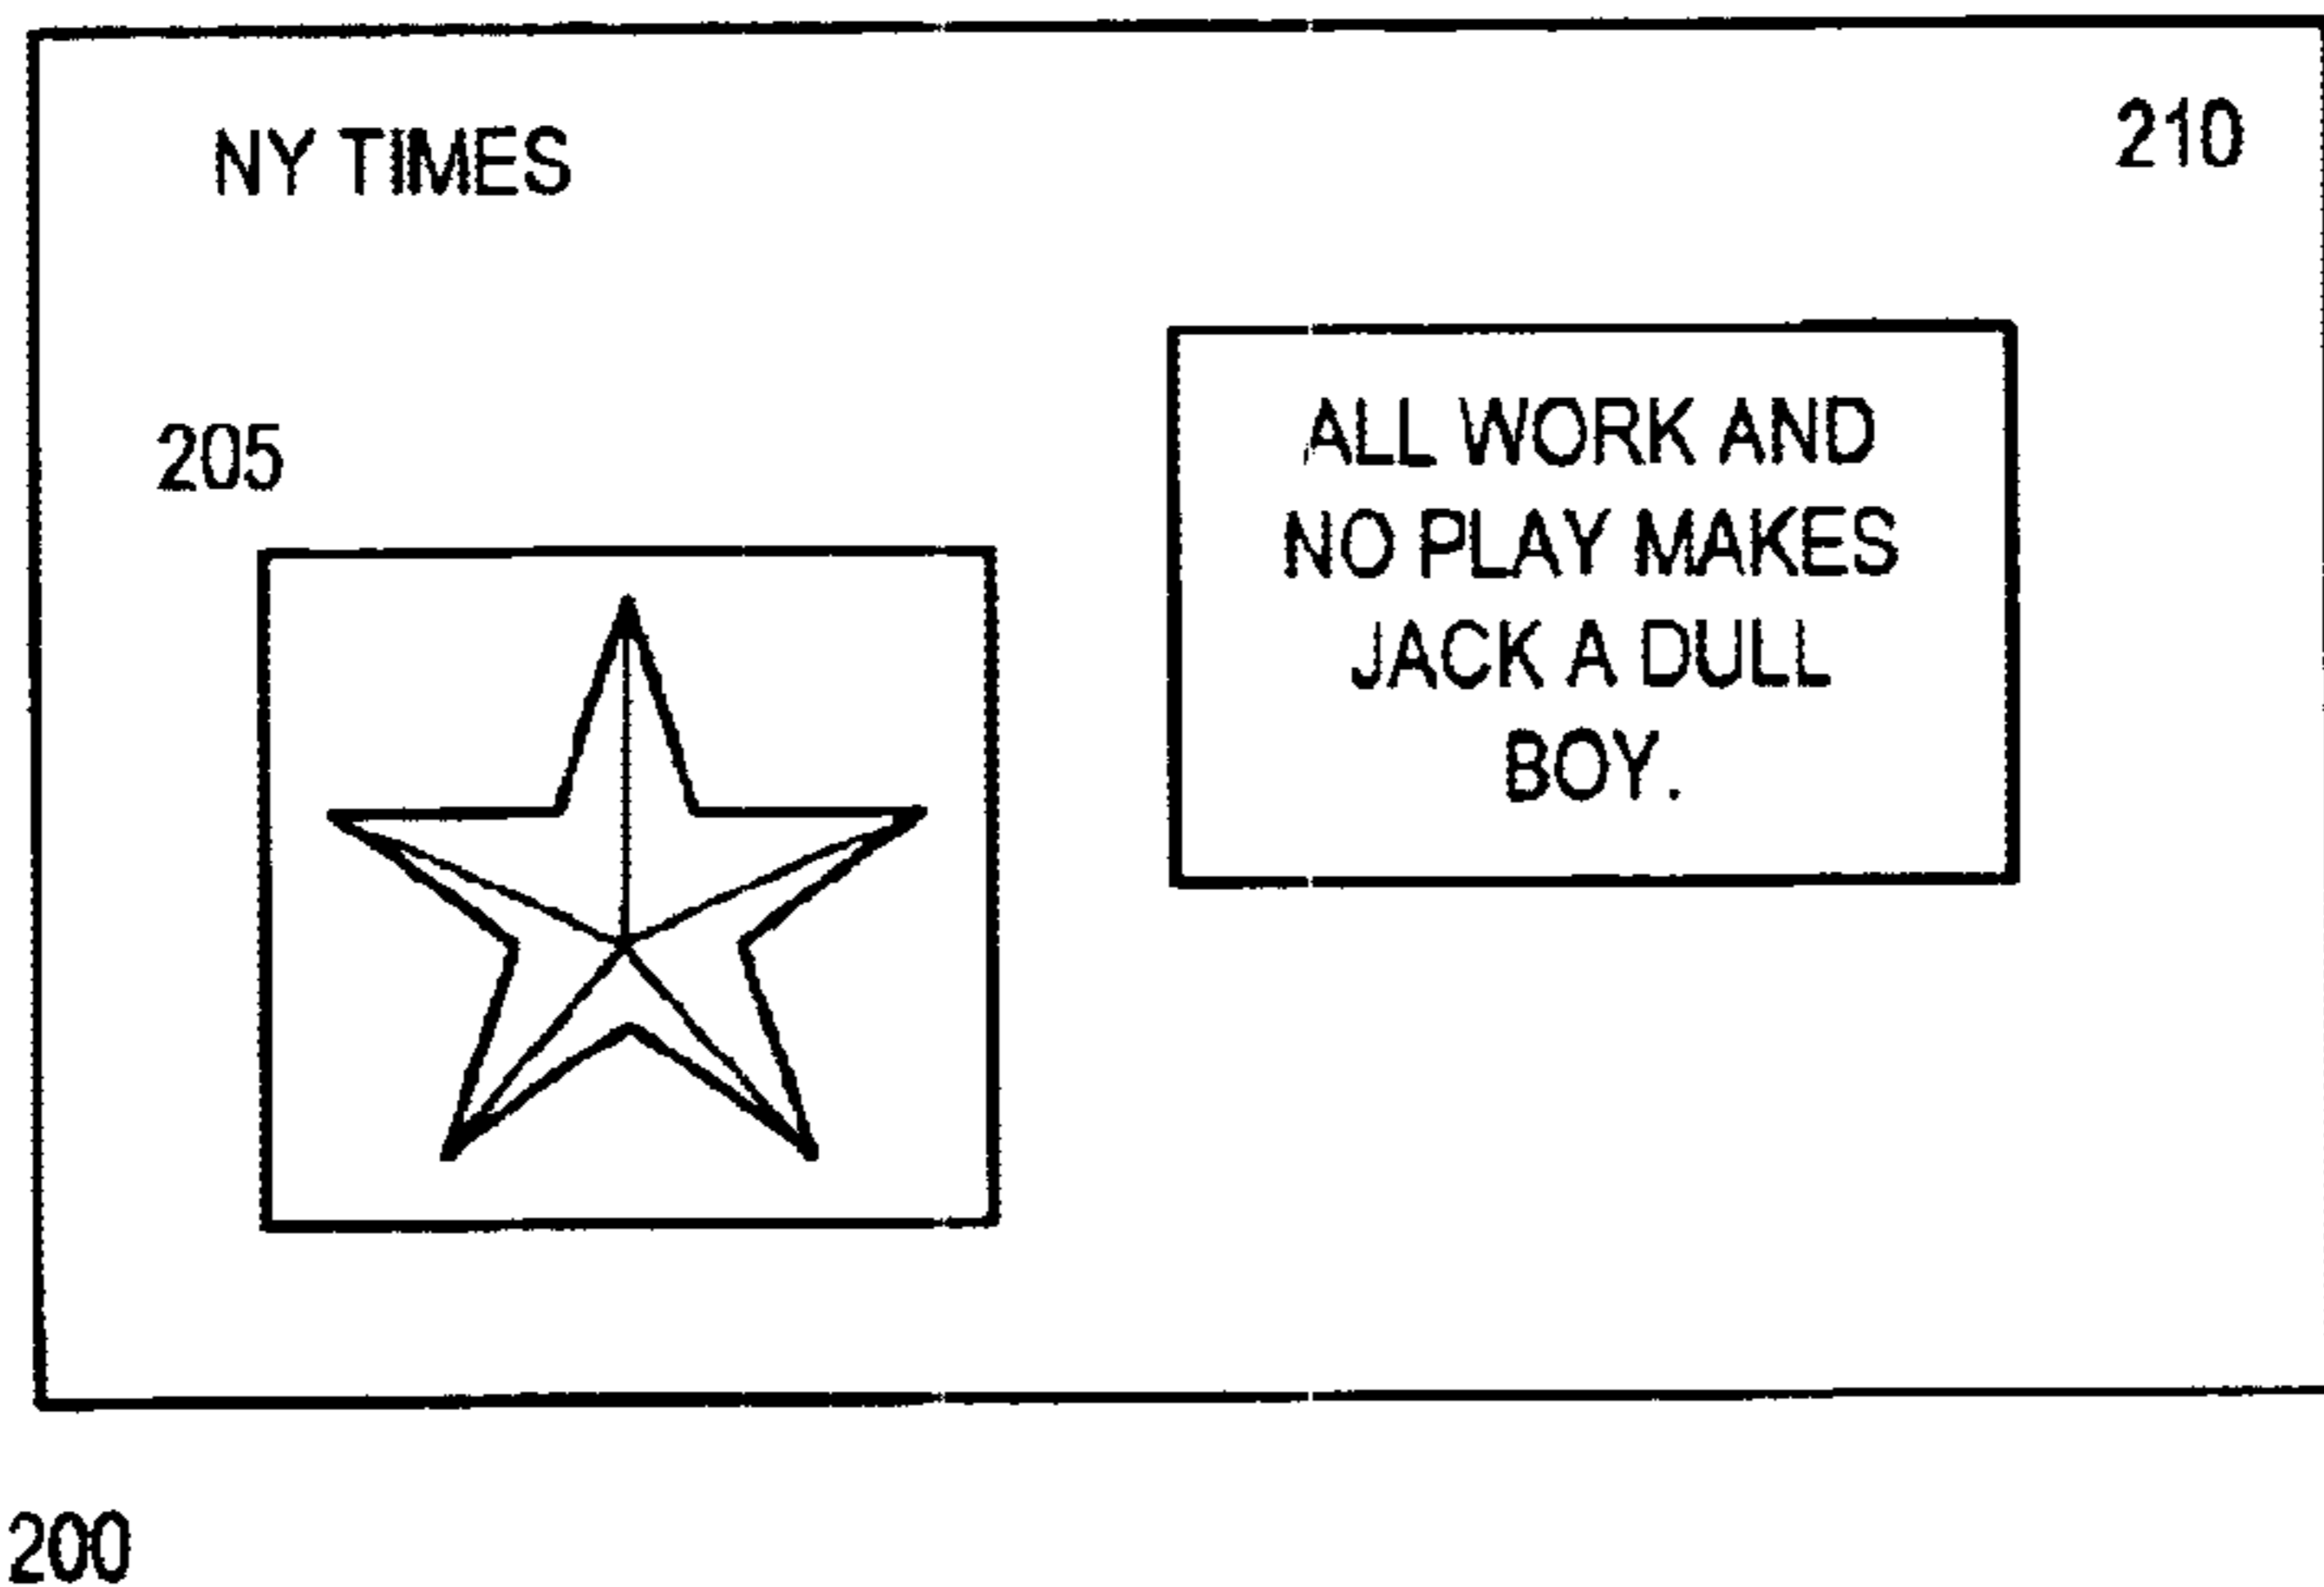 NY TIMES
210
205
ALL WORK AND
NO PLAY MAKES
JACK A DULL
BOY.
200